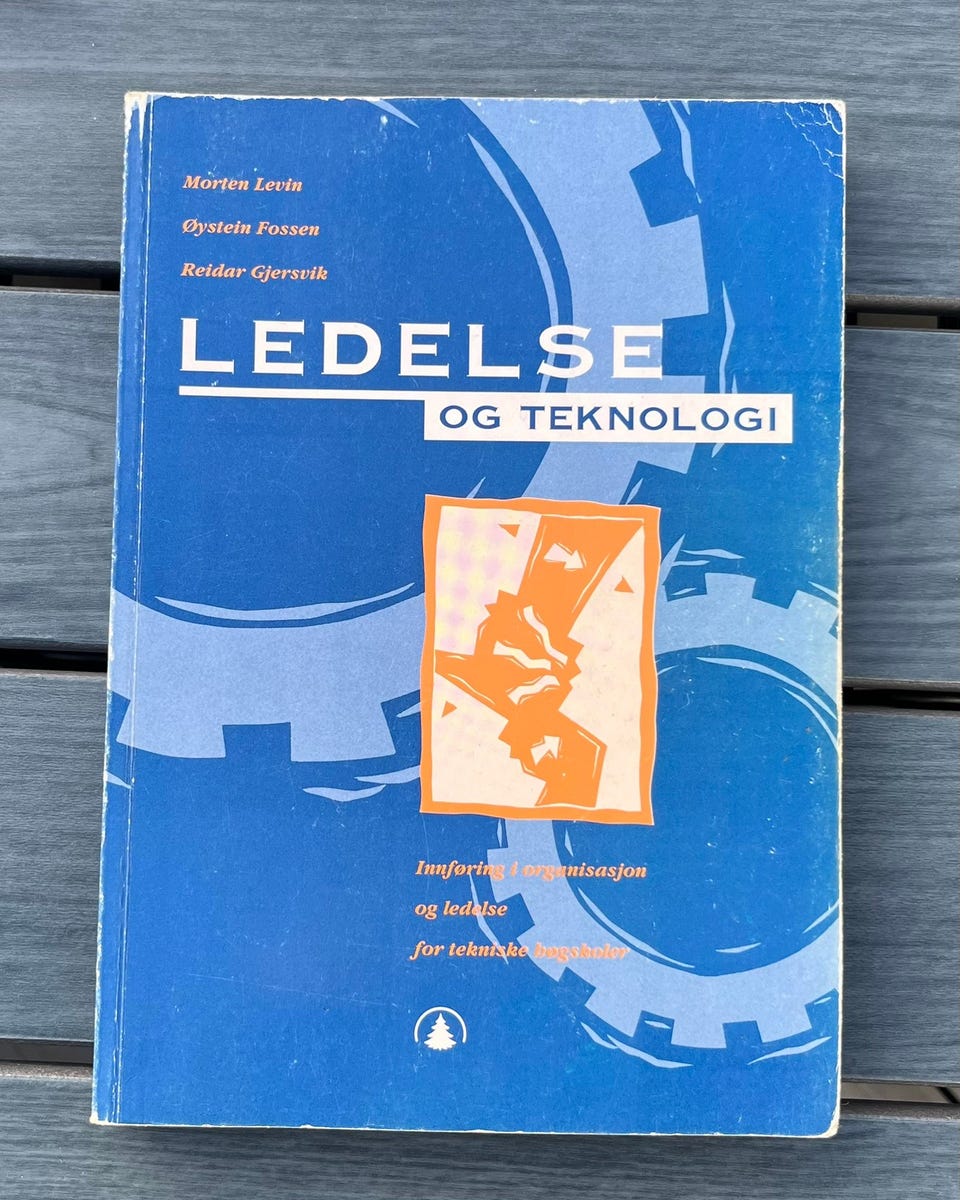 Morten Levin
Øystein Fossen
Reidar Gjersvik
LEDELSE
OG TEKNOLOGI
Innføring i organisasjon
og ledelse
for tekniske høgskoler